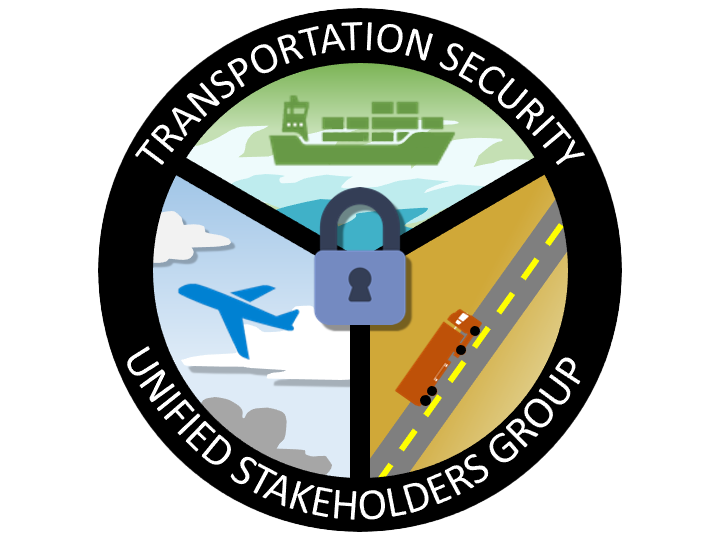 TRANSPORTATION SECURITY
UNIFIED STAKEHOLDERS GROUP